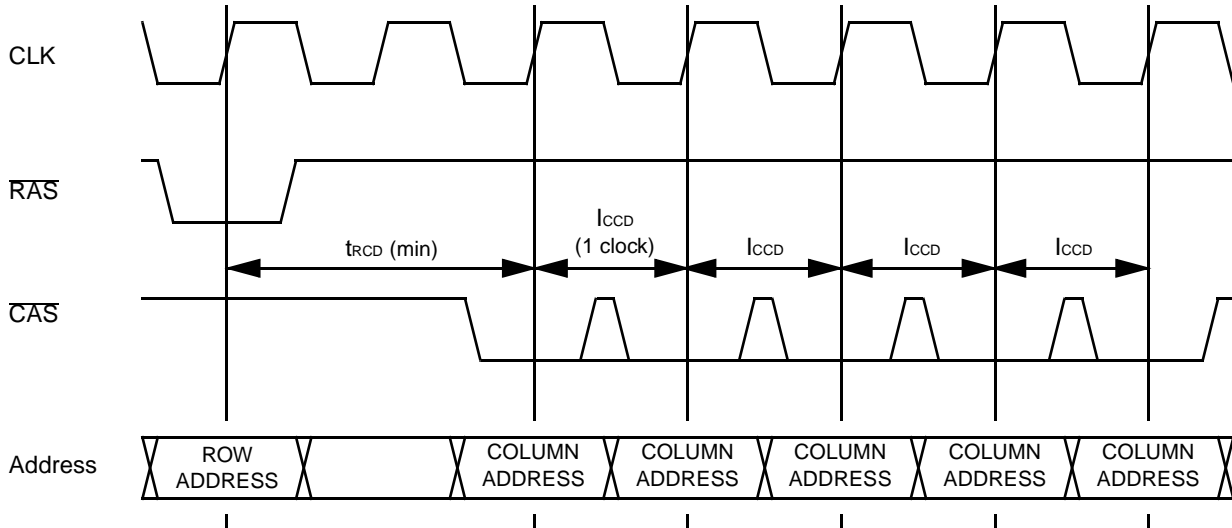 CLK
RAS
tRCD (min)
ICCD
(1 clock)
ICCD
ICCD
ICCD
CAS
Address
ROW
ADDRESS
COLUMN
ADDRESS
COLUMN
ADDRESS
COLUMN
ADDRESS
COLUMN
ADDRESS
COLUMN
ADDRESS